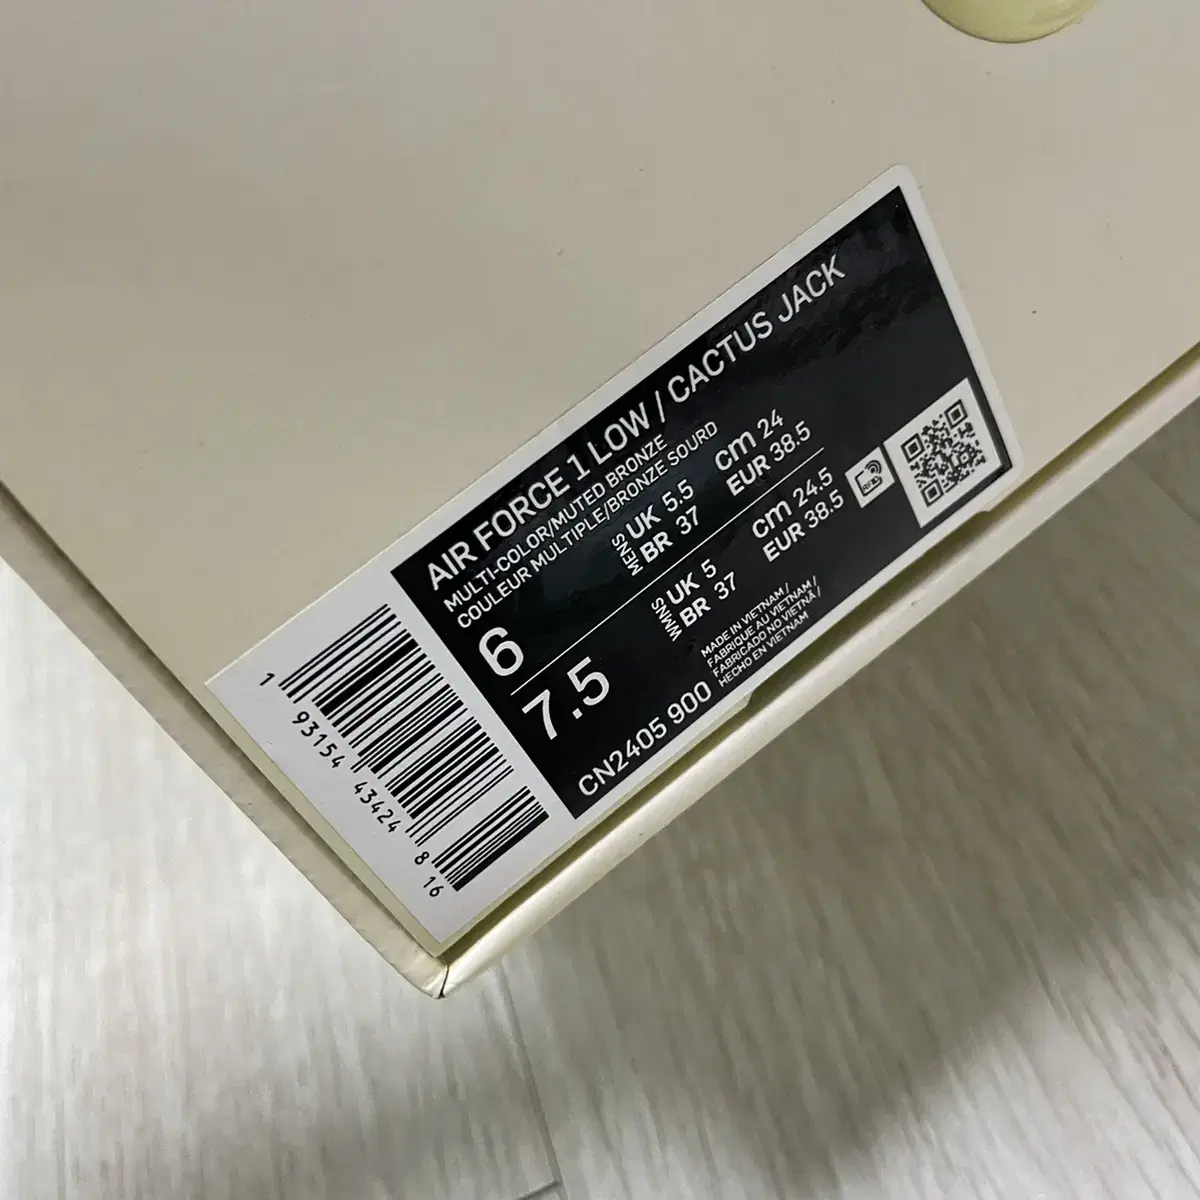 AIR FORCE 1 LOW / CACTUS JACK
MULTI-COLOR/MUTED BRONZE
COULEUR MULTIPLE/BRONZE SOURD
6 MENS UK 5.5 cm 24
BR 37 EUR 38.5
7.5 WMNS UK 5 cm 24.5
BR 37 EUR 38.5
RFID
CN2405 900
MADE IN VIETNAM /
FABRIQUE AU VIETNAM /
FABRICADO NO VIETNÃ /
HECHO EN VIETNAM
1 93154 43424 8
16